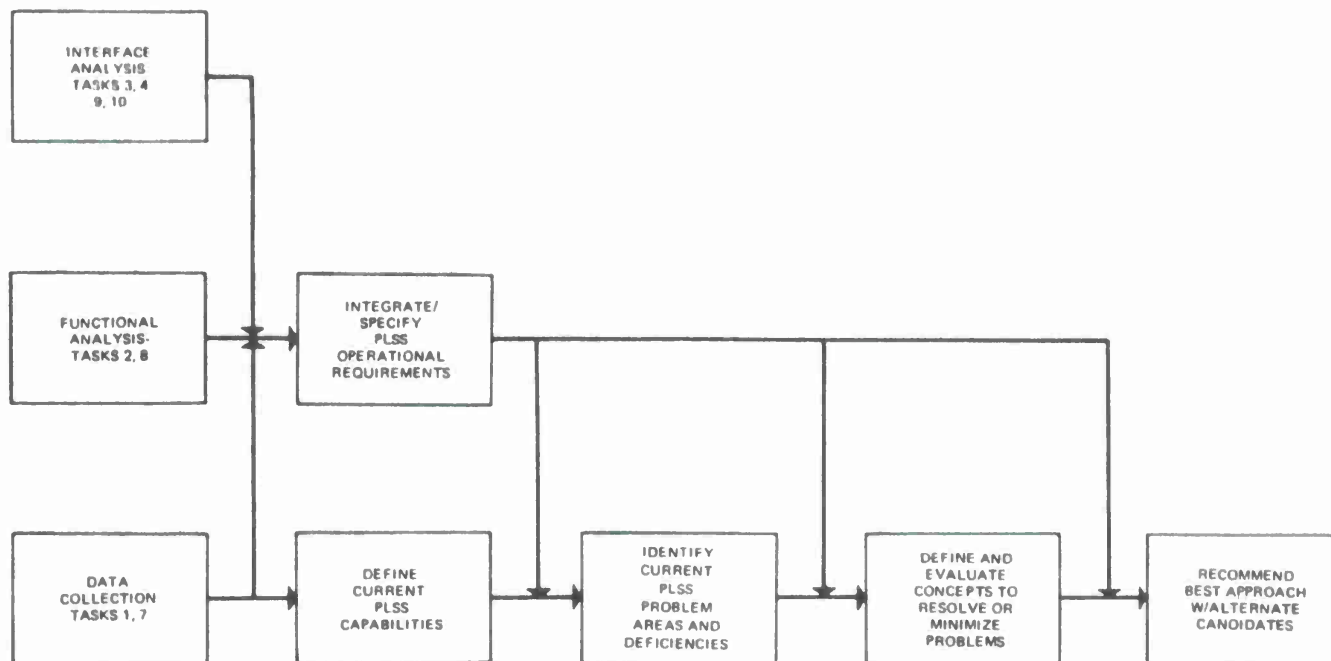 INTERFACE
ANALYSIS
TASKS 3, 4
9, 10
FUNCTIONAL
ANALYSIS-
TASKS 2, 8
INTEGRATE/
SPECIFY
PLSS
OPERATIONAL
REQUIREMENTS
DATA
COLLECTION
TASKS 1, 7
DEFINE
CURRENT
PLSS
CAPABILITIES
IDENTIFY
CURRENT
PLSS
PROBLEM
AREAS AND
DEFICIENCIES
DEFINE AND
EVALUATE
CONCEPTS TO
RESOLVE OR
MINIMIZE
PROBLEMS
RECOMMEND
BEST APPROACH
W/ALTERNATE
CANDIDATES